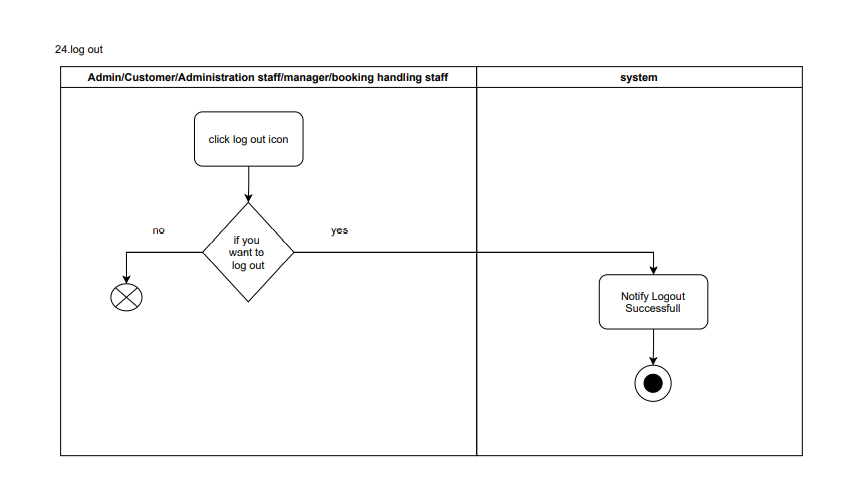 24.log out
Admin/Customer/Administration staff/manager/booking handling staff
system
click log out icon
no
yes
if you
want to
log out
Notify Logout
Successfull